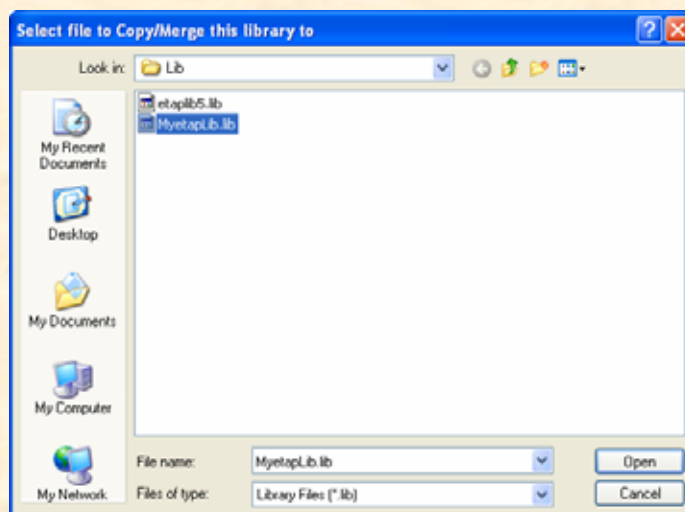 Select file to Copy/Merge this library to
Look in: Lib
etaplib5.lib
MyetapLib.lib
My Recent
Documents
Desktop
My Documents
My Computer
My Network
File name: MyetapLib.lib Open
Files of type: Library Files (*.lib) Cancel